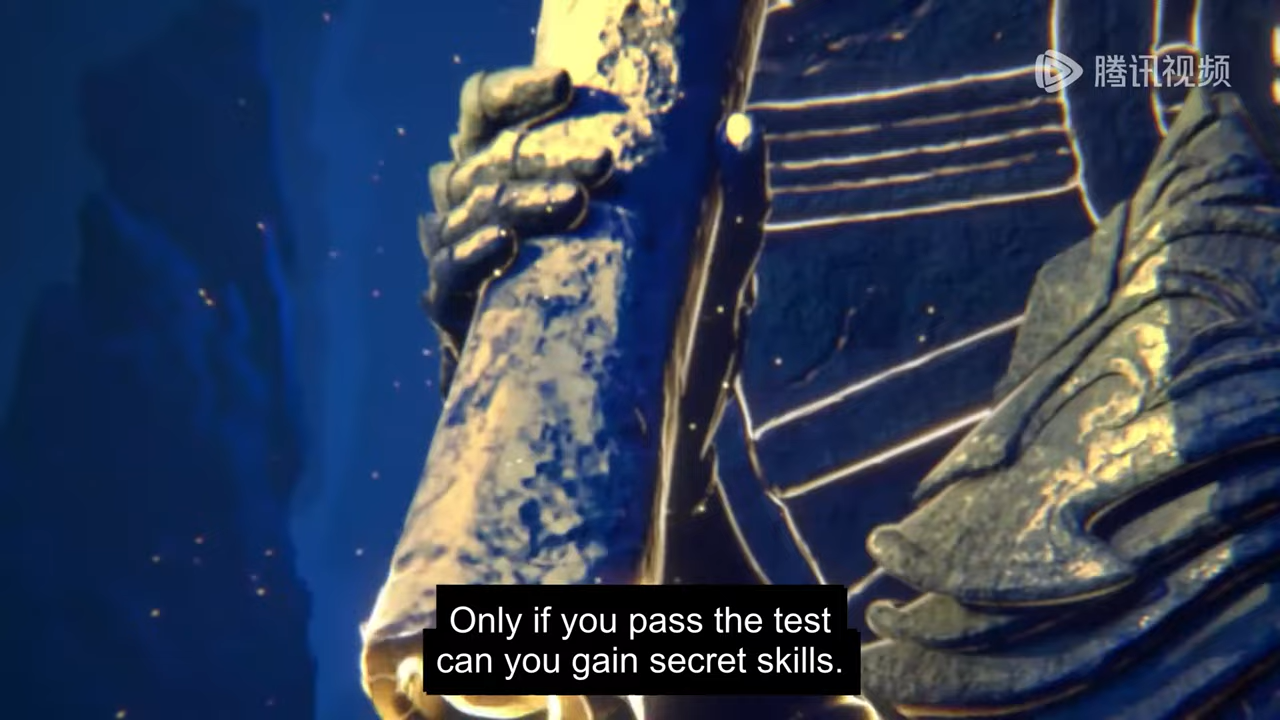 腾讯视频
Only if you pass the test
can you gain secret skills.